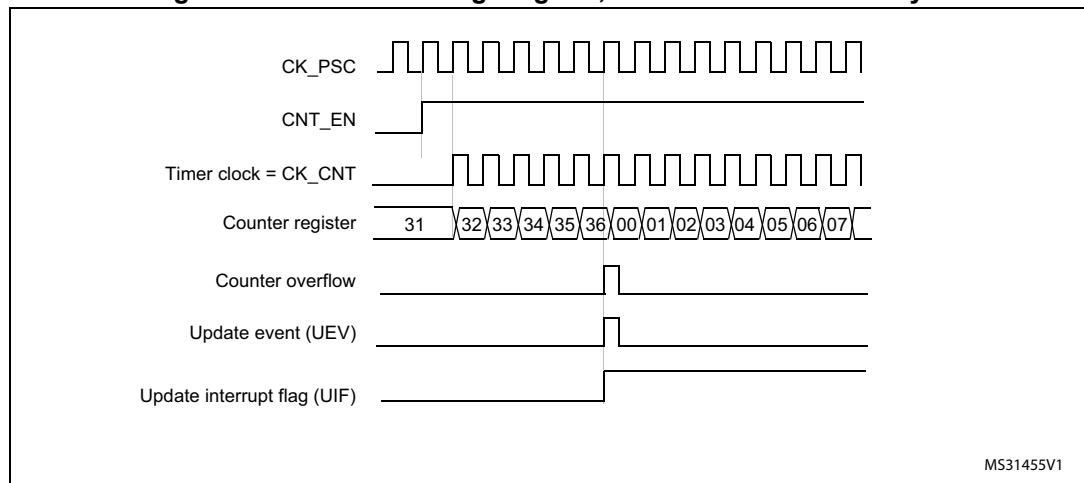 CK_PSC
CNT_EN
Timer clock = CK_CNT
Counter register 31 32 33 34 35 36 00 01 02 03 04 05 06 07
Counter overflow
Update event (UEV)
Update interrupt flag (UIF)
MS31455V1